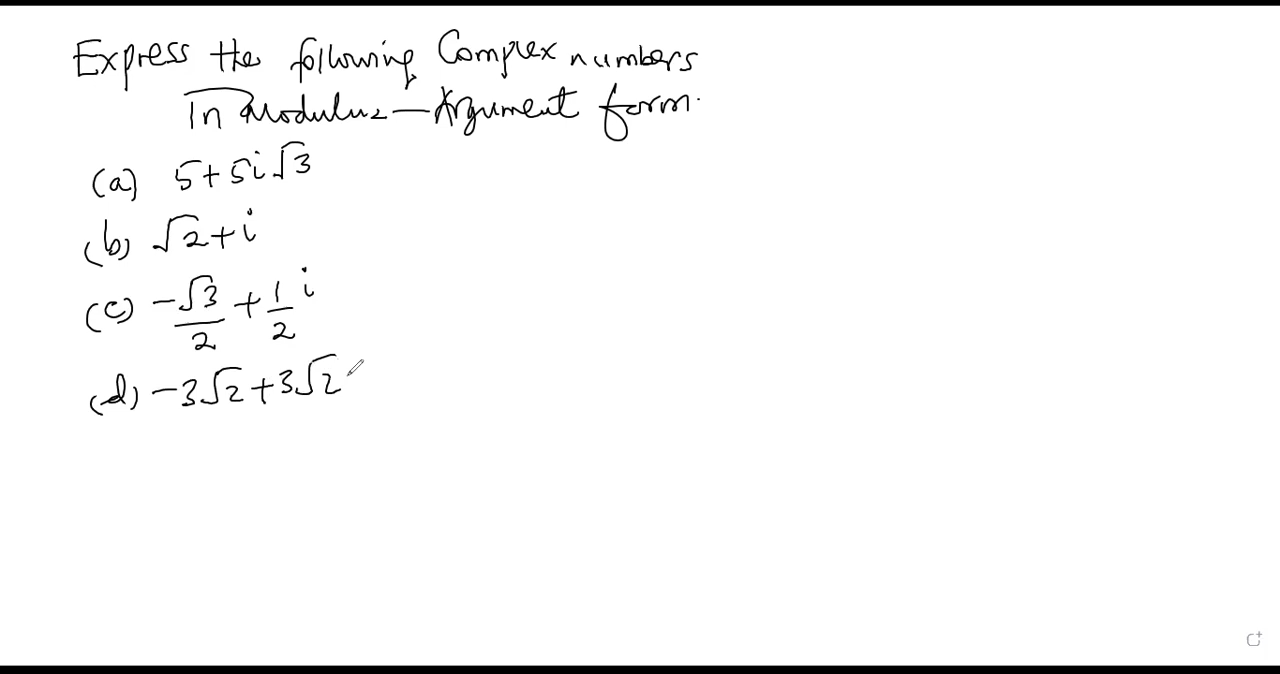 Express the following Complex numbers
In Modulus - Argument form.
(a) 5+5i√3
(b) √2+i
(c) -√3/2 + 1/2 i
(d) -3√2+3√2